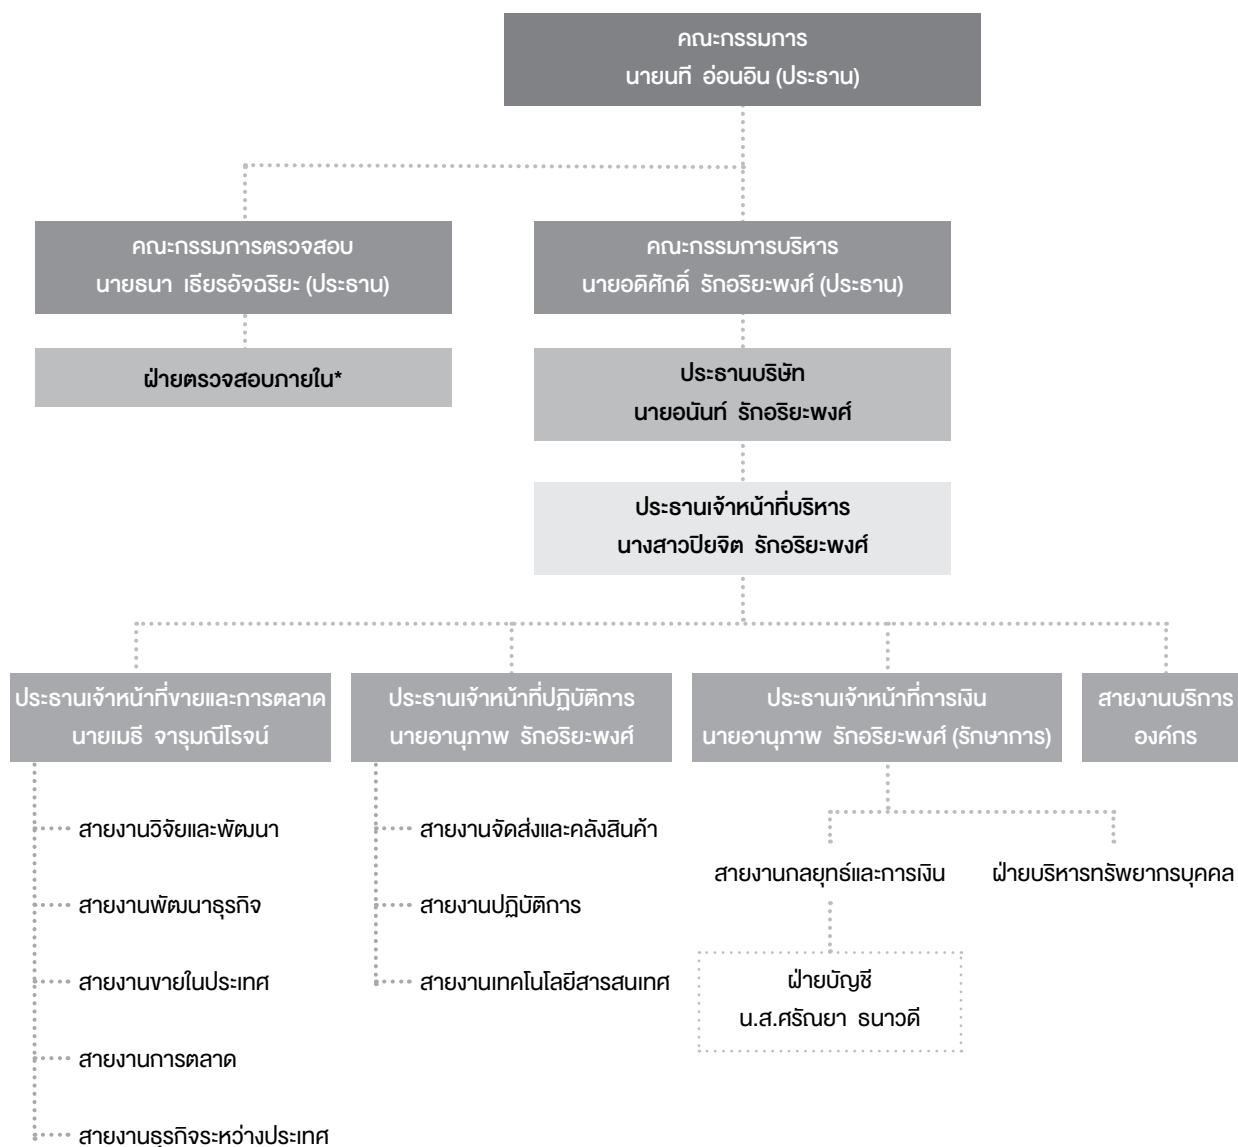 คณะกรรมการ
นายนที อ่อนอิน (ประธาน)
คณะกรรมการตรวจสอบ
นายธนา เธียรอัจฉริยะ (ประธาน)
คณะกรรมการบริหาร
นายอดิศักดิ์ รักอริยะพงศ์ (ประธาน)
ฝ่ายตรวจสอบภายใน*
ประธานบริษัท
นายอนันท์ รักอริยะพงศ์
ประธานเจ้าหน้าที่บริหาร
นางสาวปิยจิต รักอริยะพงศ์
ประธานเจ้าหน้าที่ขายและการตลาด
นายเมธี จารุมณีโรจน์
ประธานเจ้าหน้าที่ปฏิบัติการ
นายอานุภาพ รักอริยะพงศ์
ประธานเจ้าหน้าที่การเงิน
นายอานุภาพ รักอริยะพงศ์ (รักษาการ)
สายงานบริการ
องค์กร
สายงานวิจัยและพัฒนา
สายงานพัฒนาธุรกิจ
สายงานขายในประเทศ
สายงานการตลาด
สายงานธุรกิจระหว่างประเทศ
สายงานจัดส่งและคลังสินค้า
สายงานปฏิบัติการ
สายงานเทคโนโลยีสารสนเทศ
สายงานกลยุทธ์และการเงิน
ฝ่ายบริหารทรัพยากรบุคคล
ฝ่ายบัญชี
น.ส.ศรัณยา ธนาวดี